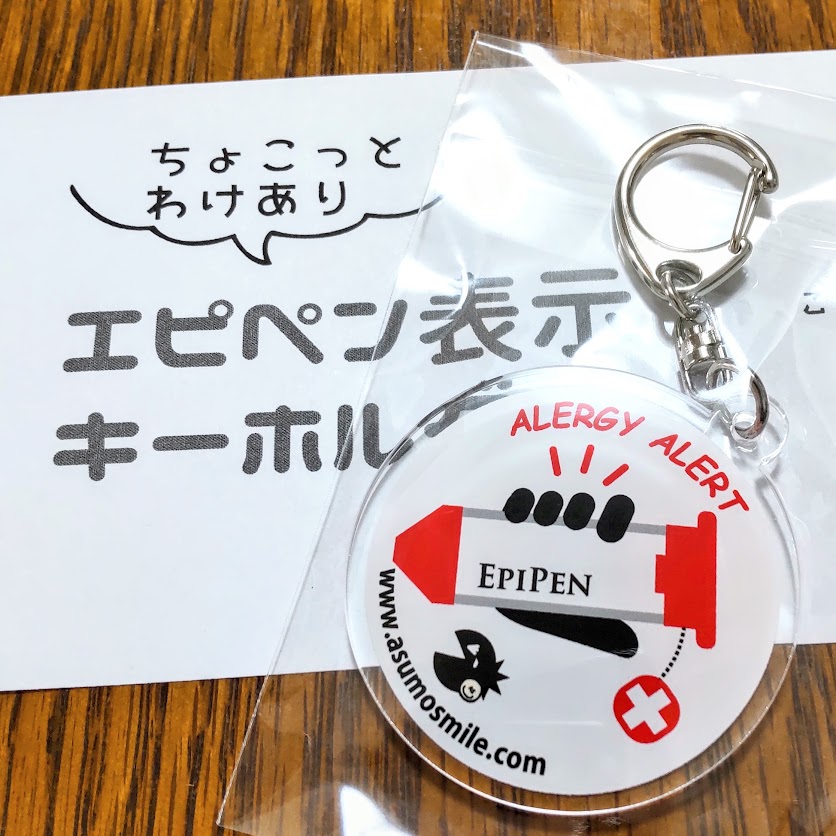 ちょこっと
わけあり
エピペン表示
キーホルダ
ALERGY ALERT
EPIPEN
www.asumosmile.com